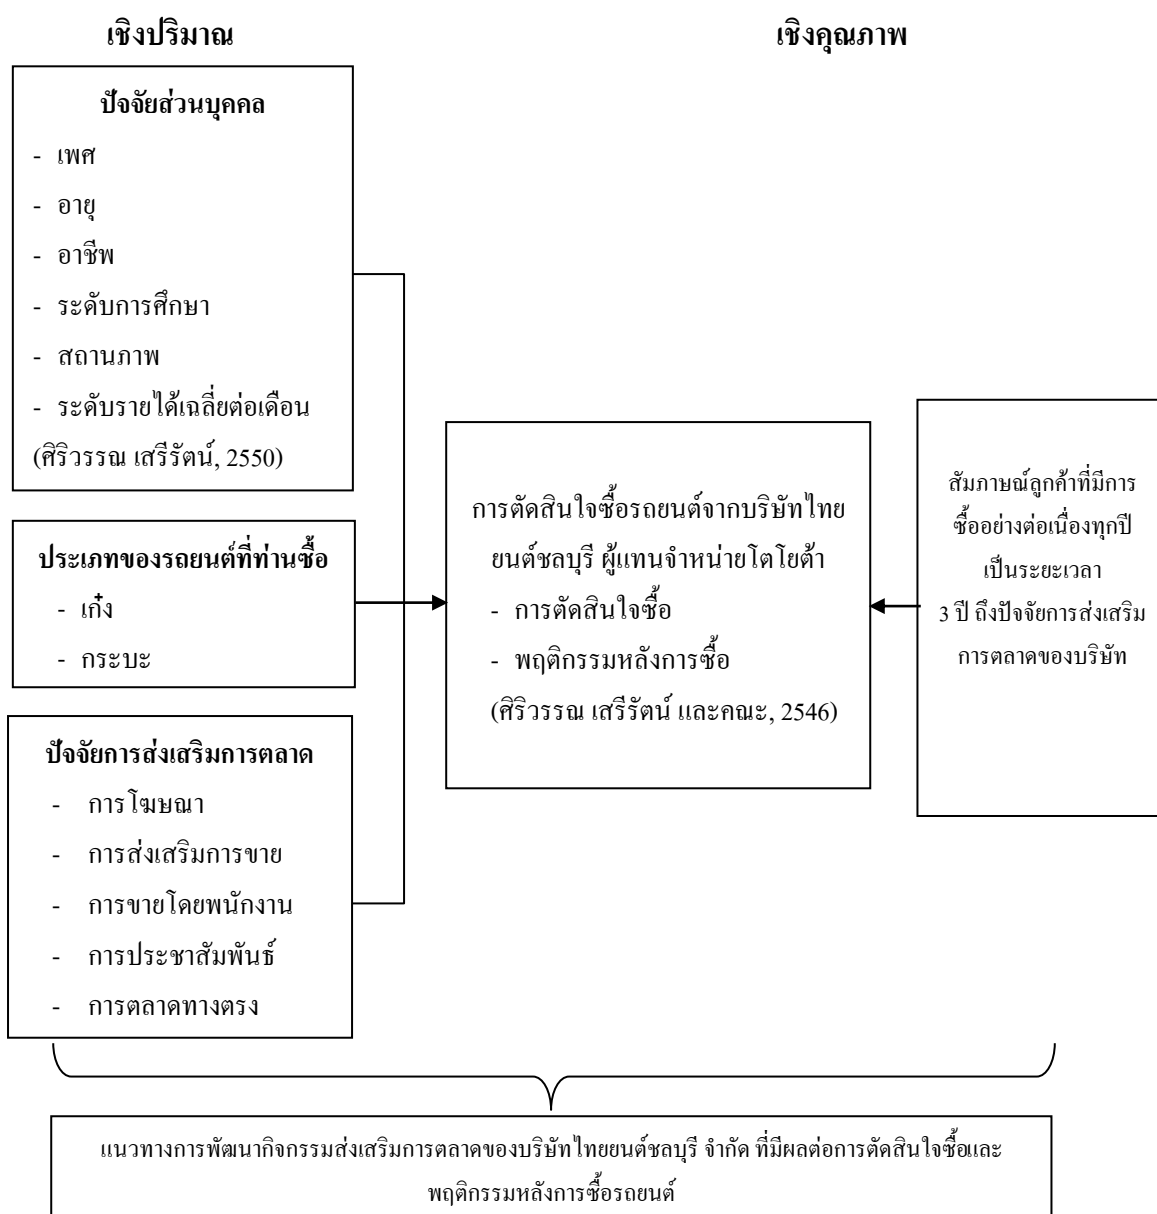 เชิงปริมาณ
เชิงคุณภาพ
ปัจจัยส่วนบุคคล
- เพศ
- อายุ
- อาชีพ
- ระดับการศึกษา
- สถานภาพ
- ระดับรายได้เฉลี่ยต่อเดือน
(ศิริวรรณ เสรีรัตน์, 2550)
ประเภทของรถยนต์ที่ท่านซื้อ
- เก๋ง
- กระบะ
ปัจจัยการส่งเสริมการตลาด
- การโฆษณา
- การส่งเสริมการขาย
- การขายโดยพนักงาน
- การประชาสัมพันธ์
- การตลาดทางตรง
การตัดสินใจซื้อรถยนต์จากบริษัทไทย
ยนต์ชลบุรี ผู้แทนจำหน่ายโตโยต้า
- การตัดสินใจซื้อ
- พฤติกรรมหลังการซื้อ
(ศิริวรรณ เสรีรัตน์ และคณะ, 2546)
สัมภาษณ์ลูกค้าที่มีการ
ซื้ออย่างต่อเนื่องทุกปี
เป็นระยะเวลา
3 ปี ถึงปัจจัยการส่งเสริม
การตลาดของบริษัท
แนวทางการพัฒนากิจกรรมส่งเสริมการตลาดของบริษัทไทยยนต์ชลบุรี จำกัด ที่มีผลต่อการตัดสินใจซื้อและ
พฤติกรรมหลังการซื้อรถยนต์